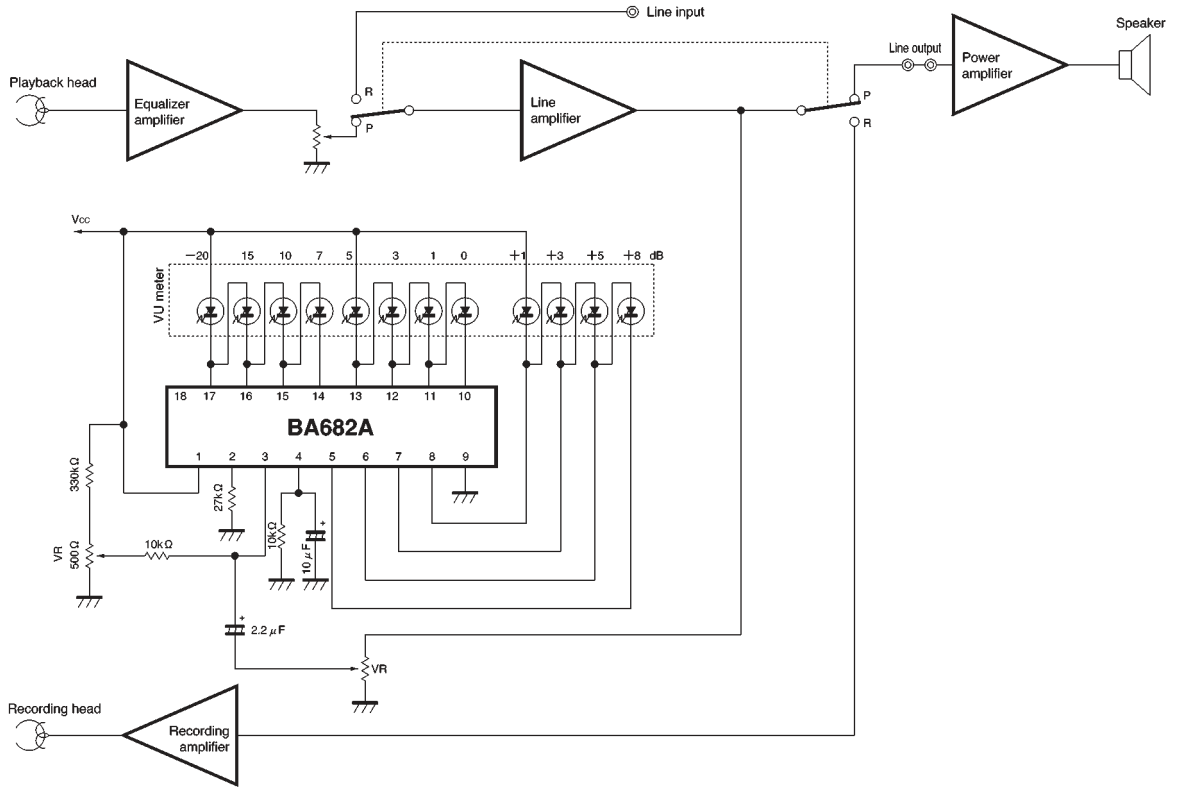 Line input
Speaker
Line output
Power
amplifier
Playback head
Equalizer
amplifier
R
P
Line
amplifier
P
R
Vcc
−20 15 10 7 5 3 1 0 +1 +3 +5 +8 dB
VU meter
18 17 16 15 14 13 12 11 10
BA682A
1 2 3 4 5 6 7 8 9
330kΩ
27kΩ
10kΩ
+
10 μF
VR
500Ω
10kΩ
+
2.2 μF
VR
Recording head
Recording
amplifier